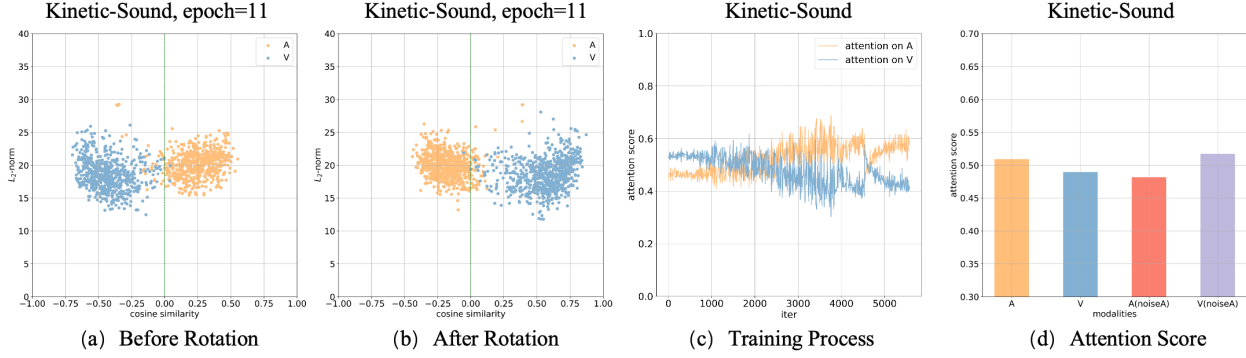 Kinetic-Sound, epoch=11
40
35
30
25
20
15
10
5
0
L₂-norm
A
V
−1.00 −0.75 −0.50 −0.25 0.00 0.25 0.50 0.75 1.00
cosine similarity
(a) Before Rotation
Kinetic-Sound, epoch=11
40
35
30
25
20
15
10
5
0
L₂-norm
A
V
−1.00 −0.75 −0.50 −0.25 0.00 0.25 0.50 0.75 1.00
cosine similarity
(b) After Rotation
Kinetic-Sound
1.0
0.8
0.6
0.4
0.2
0.0
attention score
attention on A
attention on V
0 1000 2000 3000 4000 5000
iter
(c) Training Process
Kinetic-Sound
0.70
0.65
0.60
0.55
0.50
0.45
0.40
0.35
0.30
attention score
A V A(noiseA) V(noiseA)
modalities
(d) Attention Score